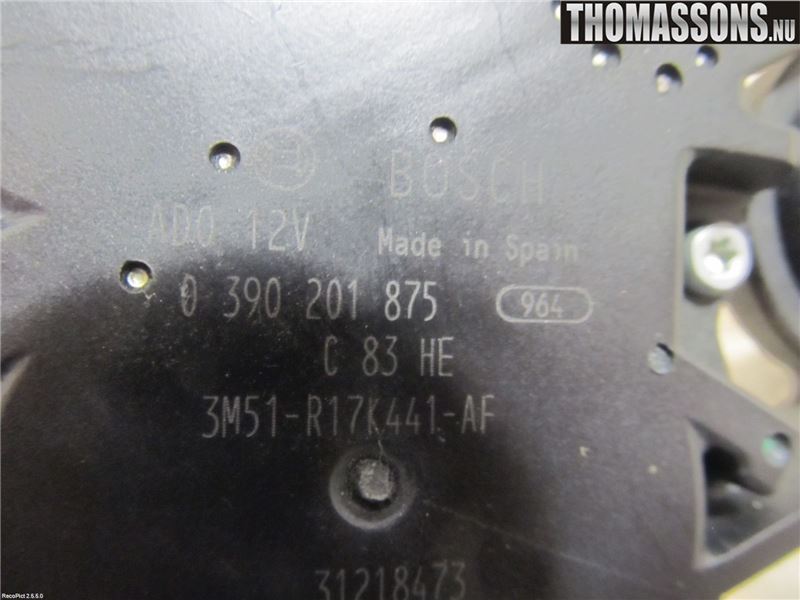 THOMASSONS.NU
BOSCH
ADO 12V Made in Spain
0 390 201 875 964
C 83 HE
3M51-R17K441-AF
31218473
RecoPict 2.5.5.0